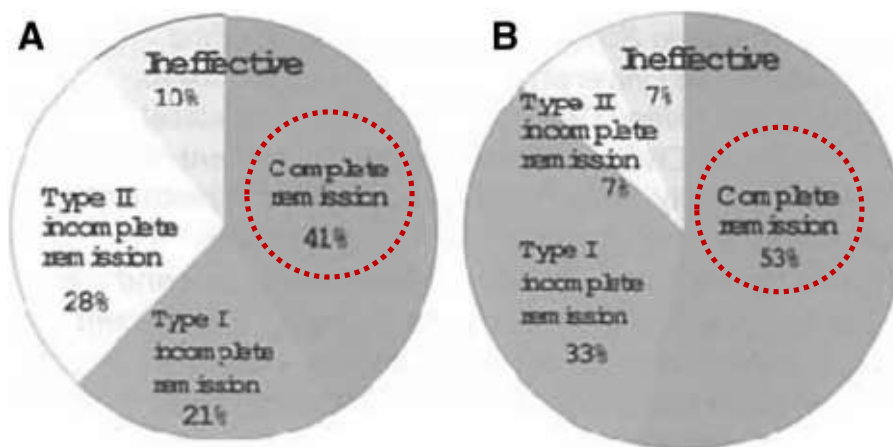 A
Ineffective
10%
Complete
remission
41%
Type II
incomplete
remission
28%
Type I
incomplete
remission
21%
B
Ineffective
7%
Type II
incomplete
remission
7%
Complete
remission
53%
Type I
incomplete
remission
33%